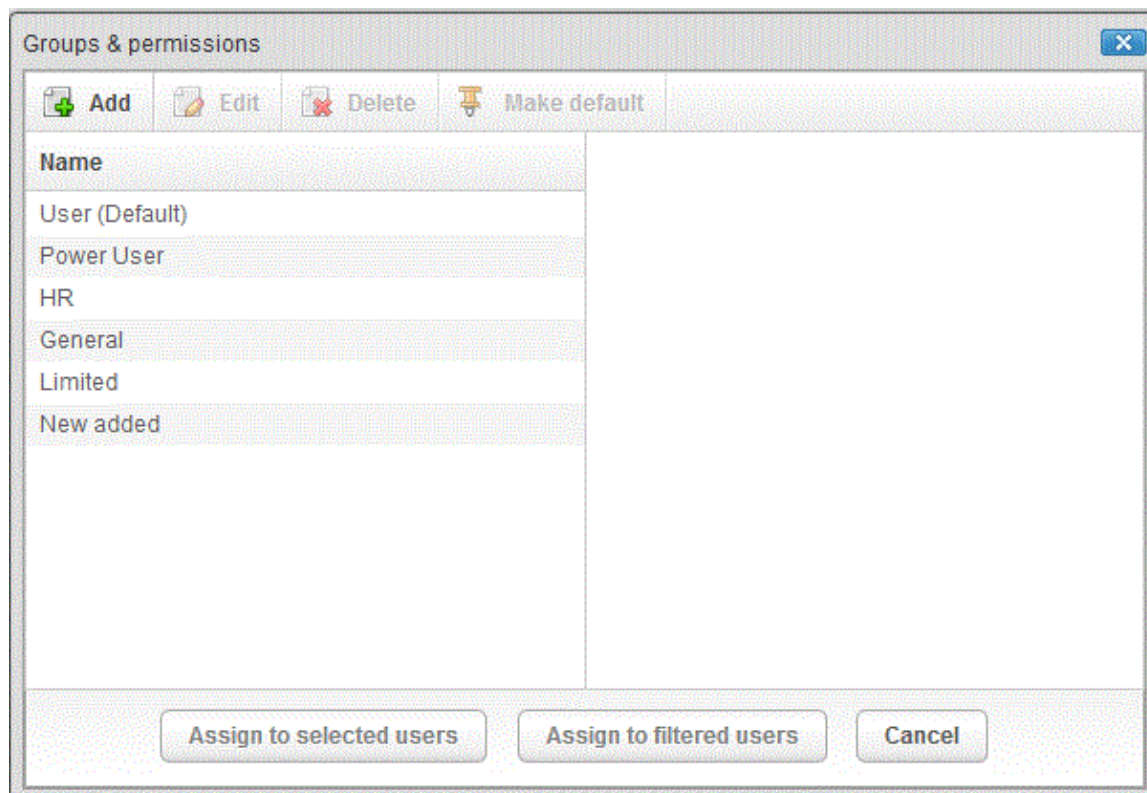 Groups & permissions
Add Edit Delete Make default
Name
User (Default)
Power User
HR
General
Limited
New added
Assign to selected users Assign to filtered users Cancel